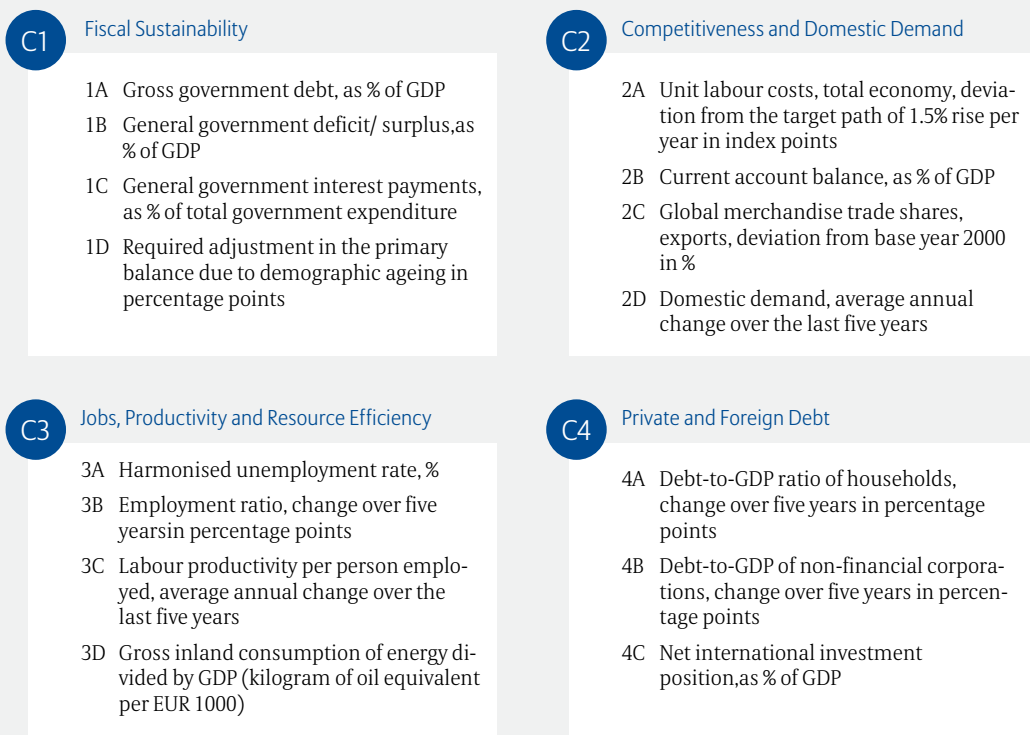 C1
Fiscal Sustainability
1A Gross government debt, as % of GDP
1B General government deficit/ surplus,as
% of GDP
1C General government interest payments,
as % of total government expenditure
1D Required adjustment in the primary
balance due to demographic ageing in
percentage points
C2
Competitiveness and Domestic Demand
2A Unit labour costs, total economy, devia-
tion from the target path of 1.5% rise per
year in index points
2B Current account balance, as % of GDP
2C Global merchandise trade shares,
exports, deviation from base year 2000
in %
2D Domestic demand, average annual
change over the last five years
C3
Jobs, Productivity and Resource Efficiency
3A Harmonised unemployment rate, %
3B Employment ratio, change over five
yearsin percentage points
3C Labour productivity per person emplo-
yed, average annual change over the
last five years
3D Gross inland consumption of energy di-
vided by GDP (kilogram of oil equivalent
per EUR 1000)
C4
Private and Foreign Debt
4A Debt-to-GDP ratio of households,
change over five years in percentage
points
4B Debt-to-GDP of non-financial corpora-
tions, change over five years in percen-
tage points
4C Net international investment
position,as % of GDP